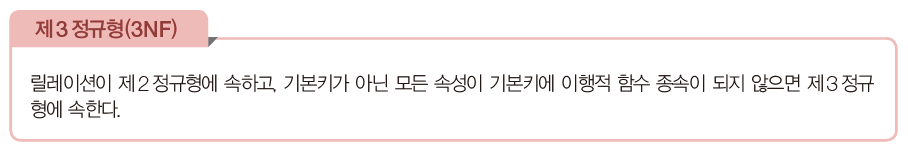 제3정규형(3NF)
릴레이션이 제2정규형에 속하고, 기본키가 아닌 모든 속성이 기본키에 이행적 함수 종속이 되지 않으면 제3정규
형에 속한다.